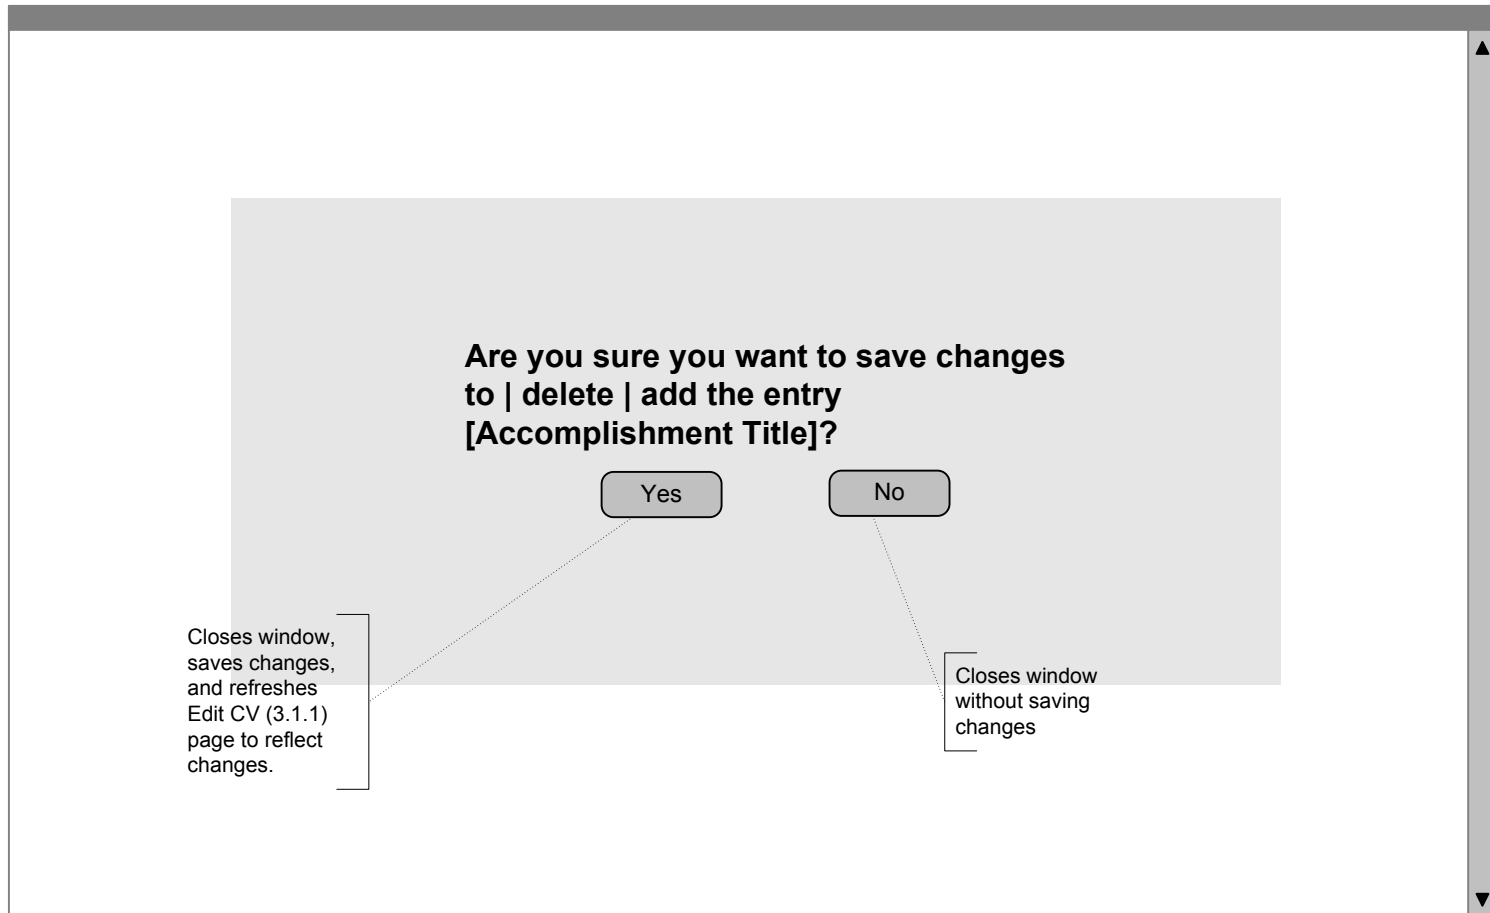 Are you sure you want to save changes
to | delete | add the entry
[Accomplishment Title]?
Yes
No
Closes window,
saves changes,
and refreshes
Edit CV (3.1.1)
page to reflect
changes.
Closes window
without saving
changes